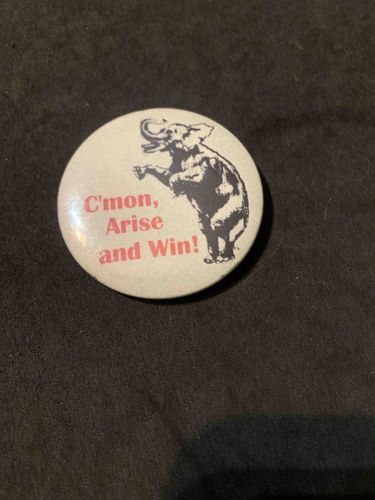 C'mon,
Arise
and Win!